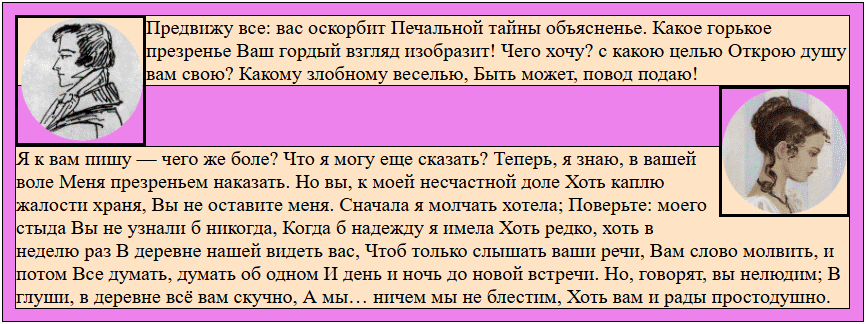 Предвижу все: вас оскорбит Печальной тайны объясненье. Какое горькое
презренье Ваш гордый взгляд изобразит! Чего хочу? с какою целью Открою душу
вам свою? Какому злобному веселью, Быть может, повод подаю!
Я к вам пишу — чего же боле? Что я могу еще сказать? Теперь, я знаю, в вашей
воле Меня презреньем наказать. Но вы, к моей несчастной доле Хоть каплю
жалости храня, Вы не оставите меня. Сначала я молчать хотела; Поверьте: моего
стыда Вы не узнали б никогда, Когда б надежду я имела Хоть редко, хоть в
неделю раз В деревне нашей видеть вас, Чтоб только слышать ваши речи, Вам слово молвить, и
потом Все думать, думать об одном И день и ночь до новой встречи. Но, говорят, вы нелюдим; В
глуши, в деревне всё вам скучно, А мы… ничем мы не блестим, Хоть вам и рады простодушно.